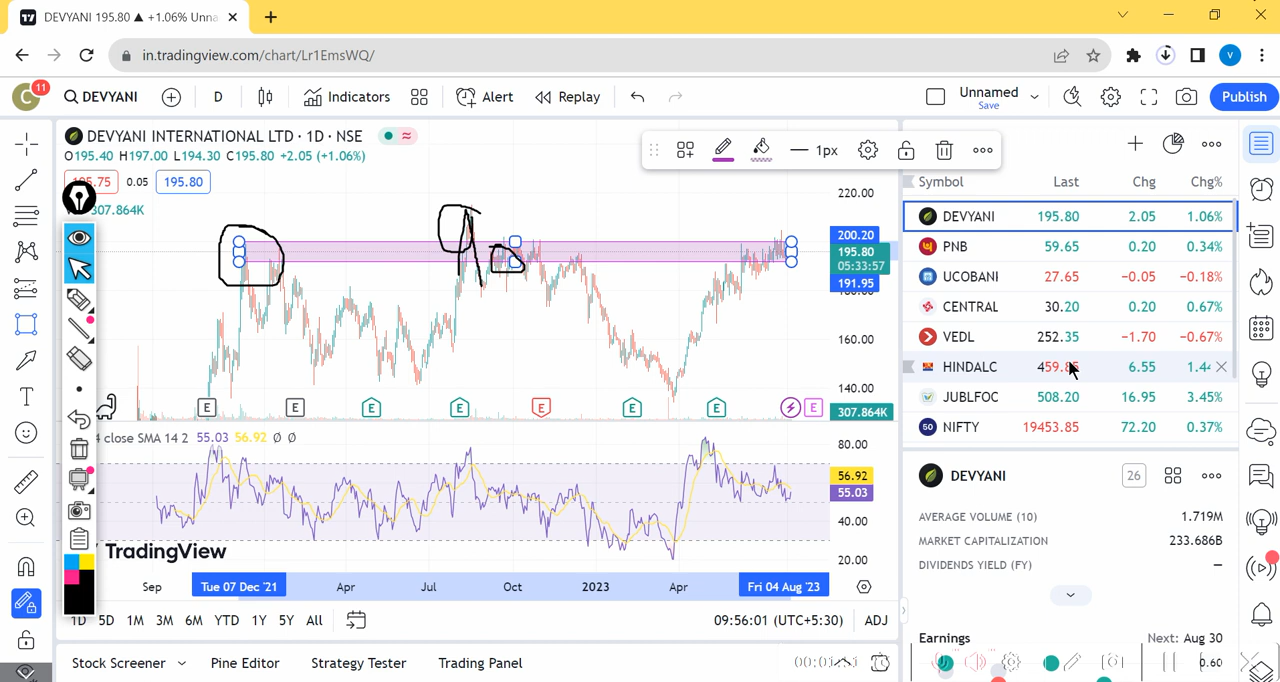 DEVYANI 195.80 ▲ +1.06% Unna
in.tradingview.com/chart/Lr1EmsWQ/
V
C 11 DEVYANI D Indicators Alert Replay Unnamed Save Publish
DEVYANI INTERNATIONAL LTD · 1D · NSE
O195.40 H197.00 L194.30 C195.80 +2.05 (+1.06%)
0.05 195.80
307.864K
220.00
200.20
195.80
05:33:57
191.95
160.00
140.00
307.864K
E E E E E E E E
close SMA 14 2 55.03 56.92 Ø Ø
80.00
56.92
55.03
40.00
20.00
TradingView
Sep Tue 07 Dec '21 Apr Jul Oct 2023 Apr Fri 04 Aug '23
1D 5D 1M 3M 6M YTD 1Y 5Y All 09:56:01 (UTC+5:30) ADJ
Stock Screener Pine Editor Strategy Tester Trading Panel
Symbol Last Chg Chg%
DEVYANI 195.80 2.05 1.06%
PNB 59.65 0.20 0.34%
UCOBANI 27.65 −0.05 −0.18%
CENTRAL 30.20 0.20 0.67%
VEDL 252.35 −1.70 −0.67%
HINDALC 6.55 1.44
JUBLFOC 508.20 16.95 3.45%
50 NIFTY 19453.85 72.20 0.37%
DEVYANI 26
AVERAGE VOLUME (10) 1.719M
MARKET CAPITALIZATION 233.686B
DIVIDENDS YIELD (FY) —
Earnings Next: Aug 30
0.60